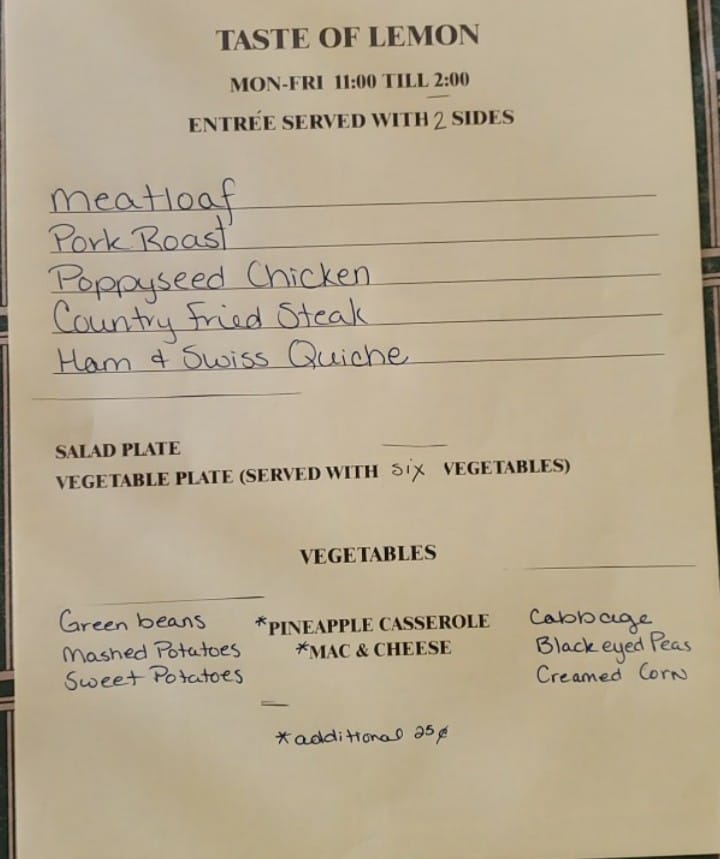 TASTE OF LEMON
MON-FRI 11:00 TILL 2:00
ENTRÉE SERVED WITH 2 SIDES
Meatloaf
Pork Roast
Poppyseed Chicken
Country Fried Steak
Ham & Swiss Quiche
SALAD PLATE
VEGETABLE PLATE (SERVED WITH six VEGETABLES)
VEGETABLES
Green beans *PINEAPPLE CASSEROLE Cabbage
Mashed Potatoes *MAC & CHEESE Black eyed Peas
Sweet Potatoes Creamed Corn
*additional 25¢